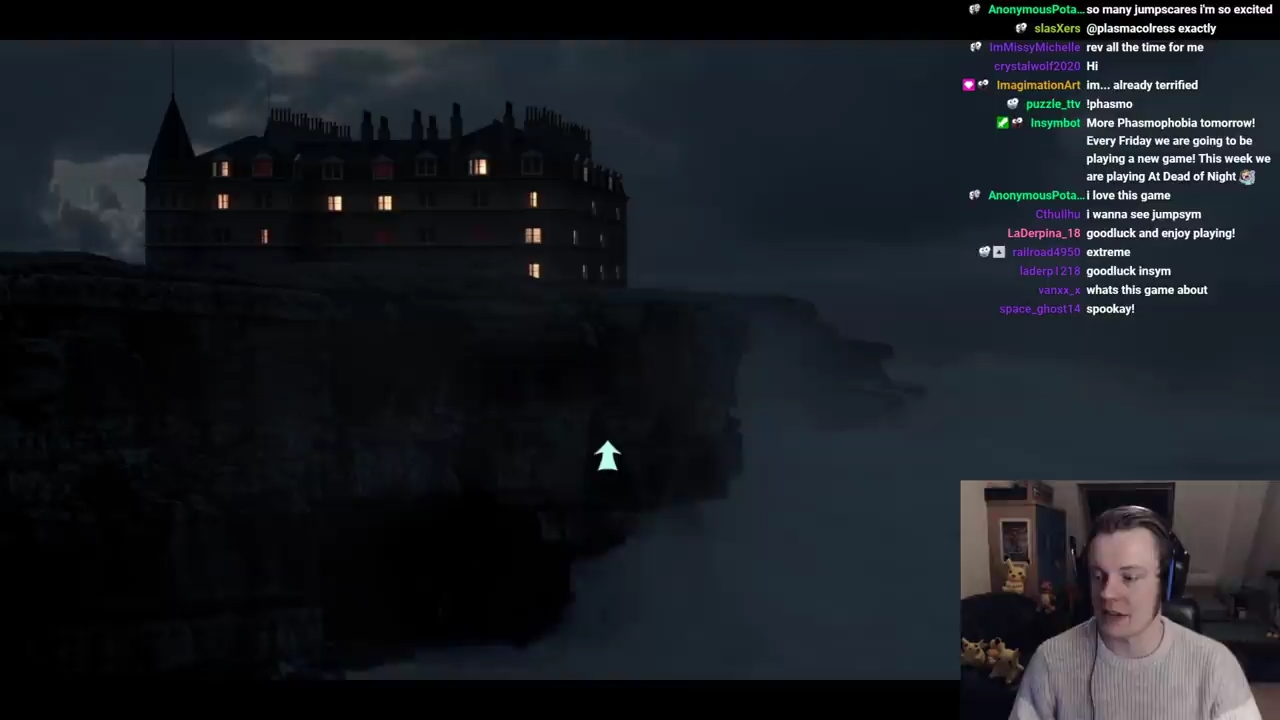 AnonymousPota... so many jumpscares i'm so excited
slasXers @plasmacolress exactly
ImMissyMichelle rev all the time for me
crystalwolf2020 Hi
ImaginationArt im... already terrified
puzzle_ttv !phasmo
Insymbot More Phasmophobia tomorrow!
Every Friday we are going to be
playing a new game! This week we
are playing At Dead of Night
AnonymousPota... i love this game
Cthullhu i wanna see jumpsym
LaDerpina_18 goodluck and enjoy playing!
railroad4950 extreme
laderp1218 goodluck insym
vanxx_x whats this game about
space_ghost14 spookay!